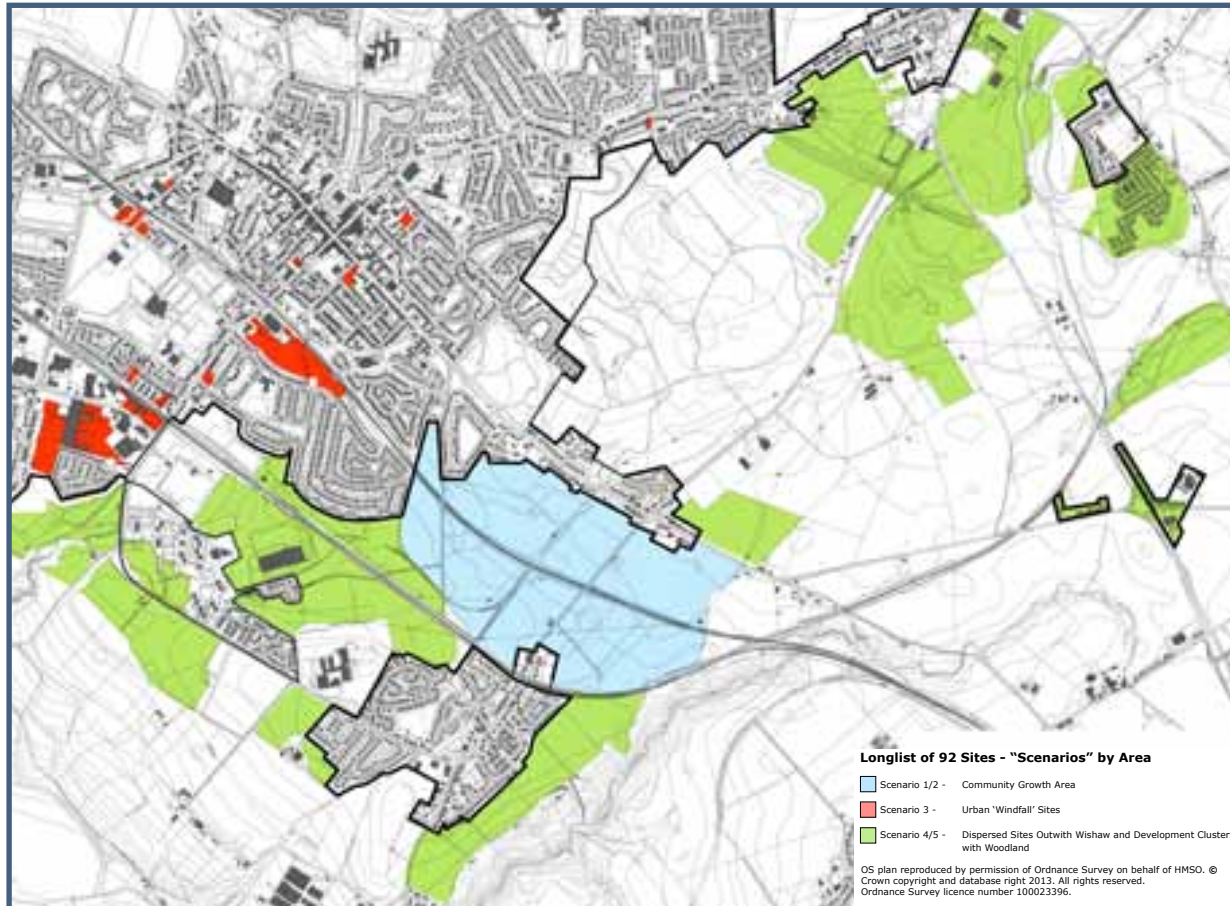 Longlist of 92 Sites - “Scenarios” by Area
Scenario 1/2 - Community Growth Area
Scenario 3 - Urban ‘Windfall’ Sites
Scenario 4/5 - Dispersed Sites Outwith Wishaw and Development Cluster
with Woodland
OS plan reproduced by permission of Ordnance Survey on behalf of HMSO. ©
Crown copyright and database right 2013. All rights reserved.
Ordnance Survey licence number 100023396.